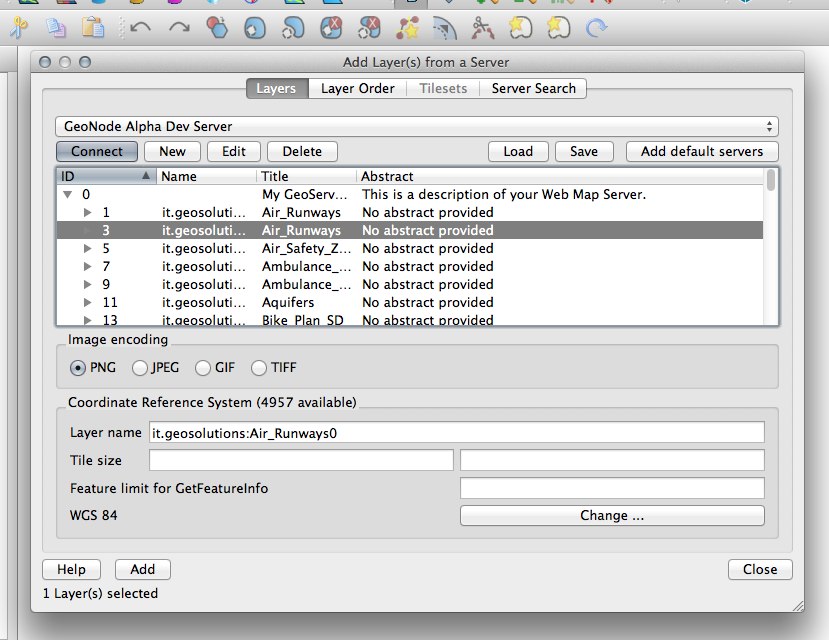 Add Layer(s) from a Server
Layers Layer Order Tilesets Server Search
GeoNode Alpha Dev Server
Connect New Edit Delete Load Save Add default servers
ID Name Title Abstract
0 My GeoServ... This is a description of your Web Map Server.
1 it.geosoluti... Air_Runways No abstract provided
3 it.geosoluti... Air_Runways No abstract provided
5 it.geosoluti... Air_Safety_Z... No abstract provided
7 it.geosoluti... Ambulance_... No abstract provided
9 it.geosoluti... Ambulance_... No abstract provided
11 it.geosoluti... Aquifers No abstract provided
13 it.geosoluti... Bike_Plan_SD No abstract provided
Image encoding
PNG JPEG GIF TIFF
Coordinate Reference System (4957 available)
Layer name it.geosolutions:Air_Runways0
Tile size
Feature limit for GetFeatureInfo
WGS 84 Change ...
Help Add Close
1 Layer(s) selected